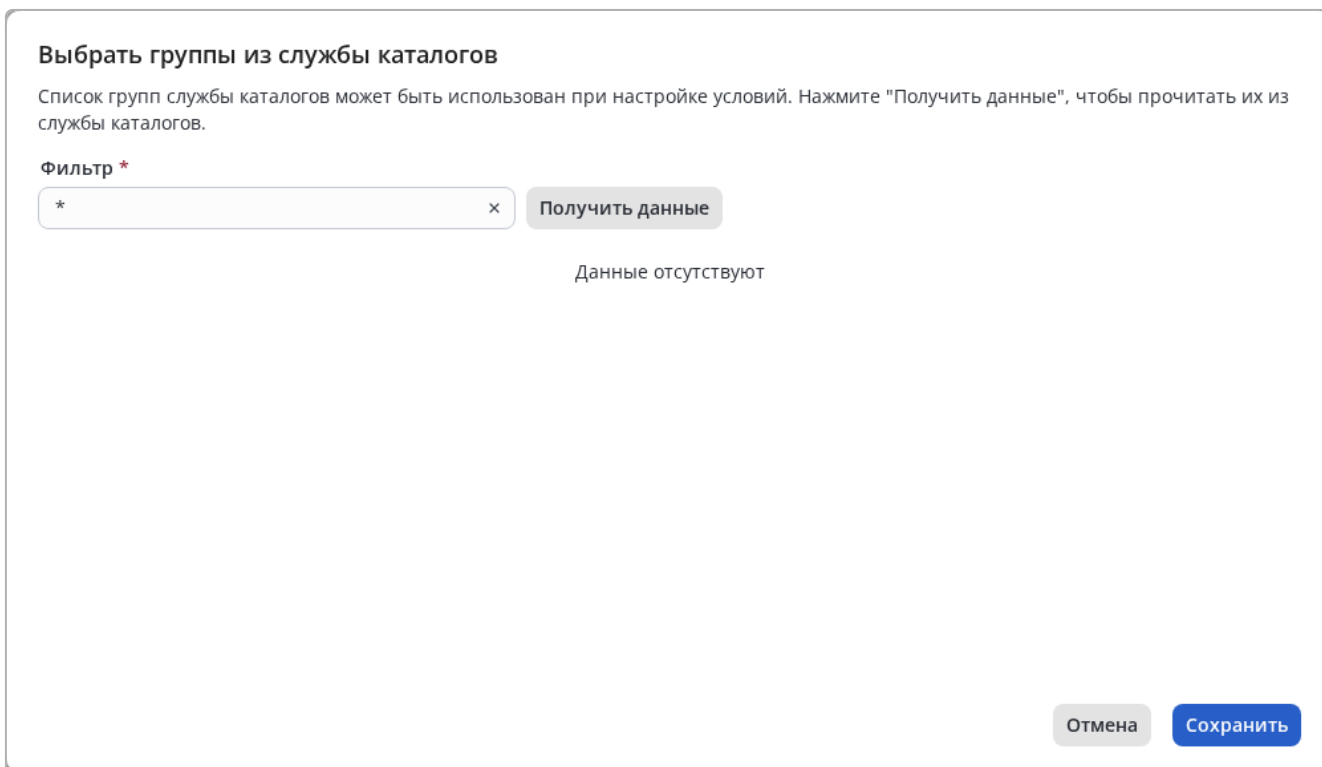 Выбрать группы из службы каталогов
Список групп службы каталогов может быть использован при настройке условий. Нажмите "Получить данные", чтобы прочитать их из
службы каталогов.
Фильтр *
* × Получить данные
Данные отсутствуют
Отмена Сохранить